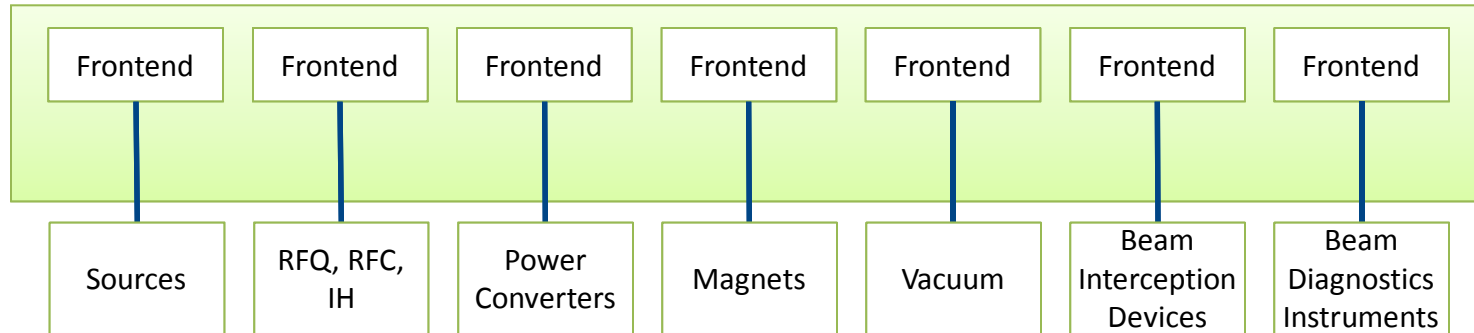 Frontend
Frontend
Frontend
Frontend
Frontend
Frontend
Frontend
Sources
RFQ, RFC,
IH
Power
Converters
Magnets
Vacuum
Beam
Interception
Devices
Beam
Diagnostics
Instruments